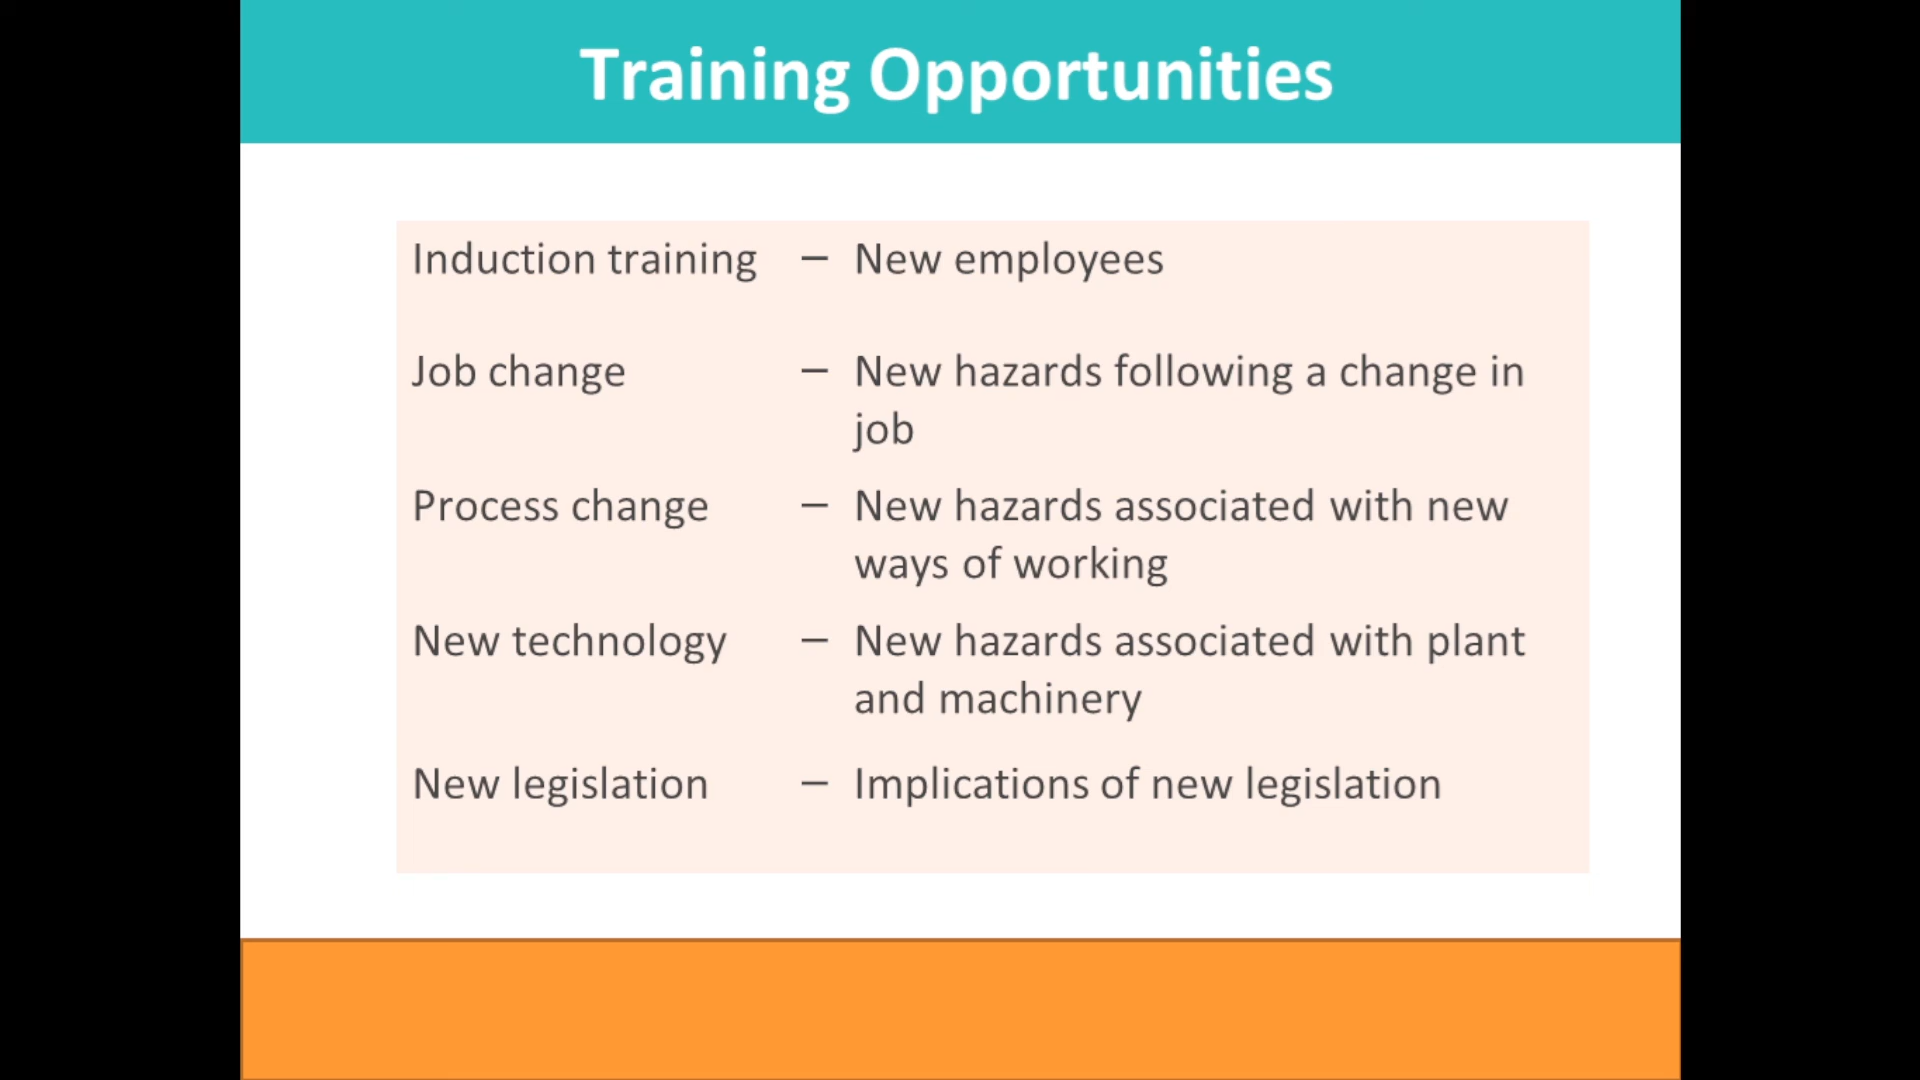 Training Opportunities
Induction training – New employees
Job change – New hazards following a change in
job
Process change – New hazards associated with new
ways of working
New technology – New hazards associated with plant
and machinery
New legislation – Implications of new legislation